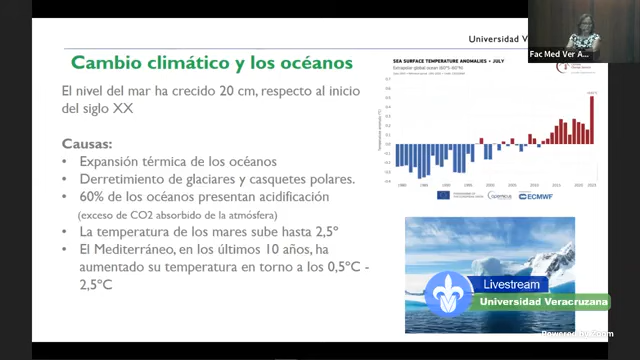 Universidad V
Fac Med Ver A
Cambio climático y los océanos
El nivel del mar ha crecido 20 cm, respecto al inicio
del siglo XX
Causas:
• Expansión térmica de los océanos
• Derretimiento de glaciares y casquetes polares.
• 60% de los océanos presentan acidificación
(exceso de CO2 absorbido de la atmósfera)
• La temperatura de los mares sube hasta 2,5º
• El Mediterráneo, en los últimos 10 años, ha
aumentado su temperatura en torno a los 0,5ºC -
2,5ºC
SEA SURFACE TEMPERATURE ANOMALIES - JULY
ECMWF
Livestream
Universidad Veracruzana
Powered by Zoom